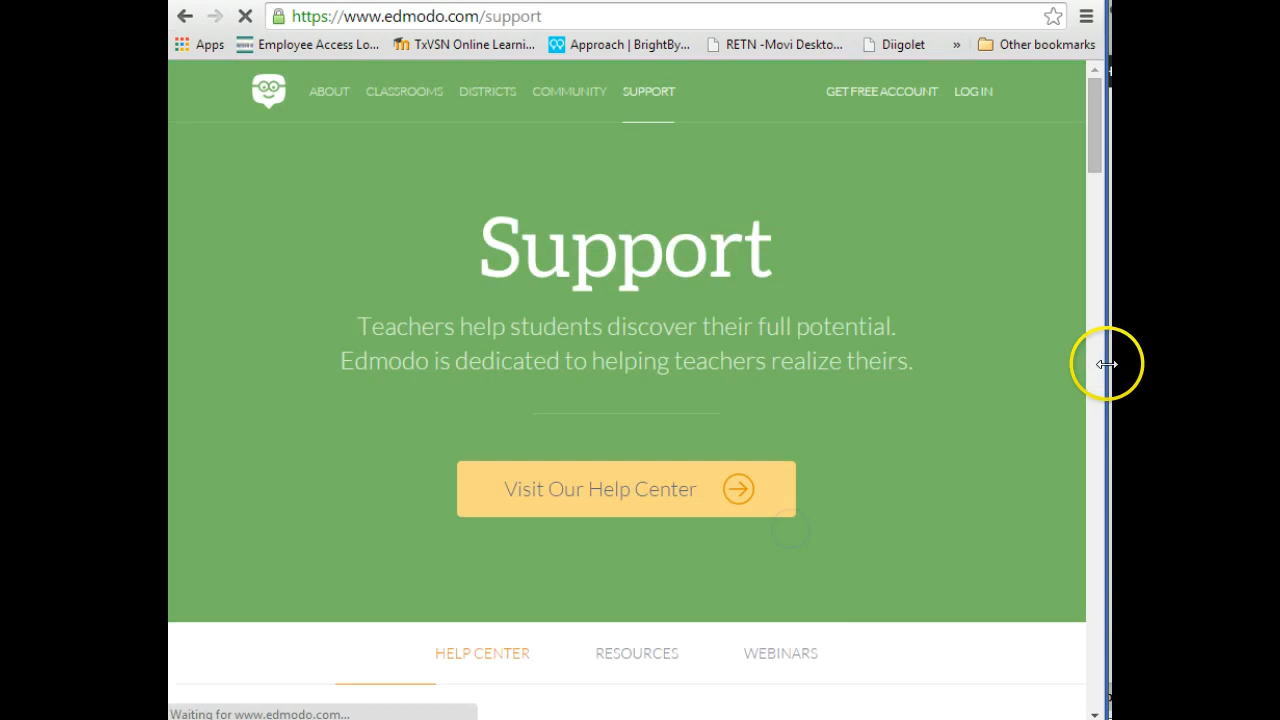 https://www.edmodo.com/support
Apps Employee Access Lo... TxVSN Online Learni... Approach | BrightBy... RETN -Movi Deskto... Diigolet » Other bookmarks
ABOUT CLASSROOMS DISTRICTS COMMUNITY SUPPORT GET FREE ACCOUNT LOG IN
Support
Teachers help students discover their full potential.
Edmodo is dedicated to helping teachers realize theirs.
Visit Our Help Center
HELP CENTER RESOURCES WEBINARS
Waiting for www.edmodo.com...